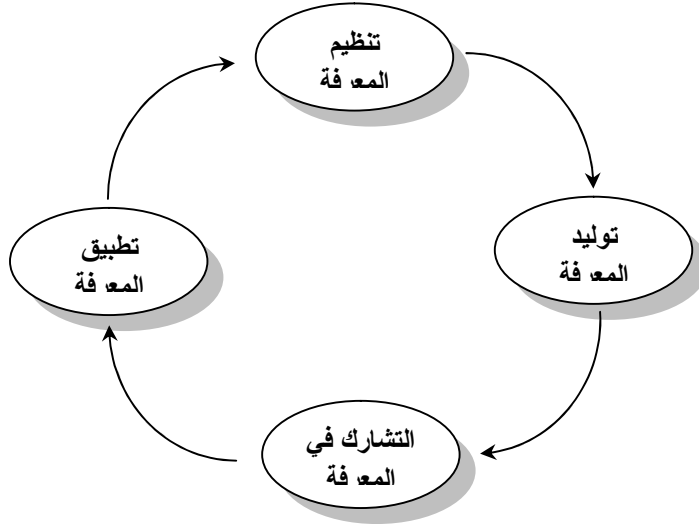 تنظيم
المعرفة
توليد
المعرفة
التشارك في
المعرفة
تطبيق
المعرفة